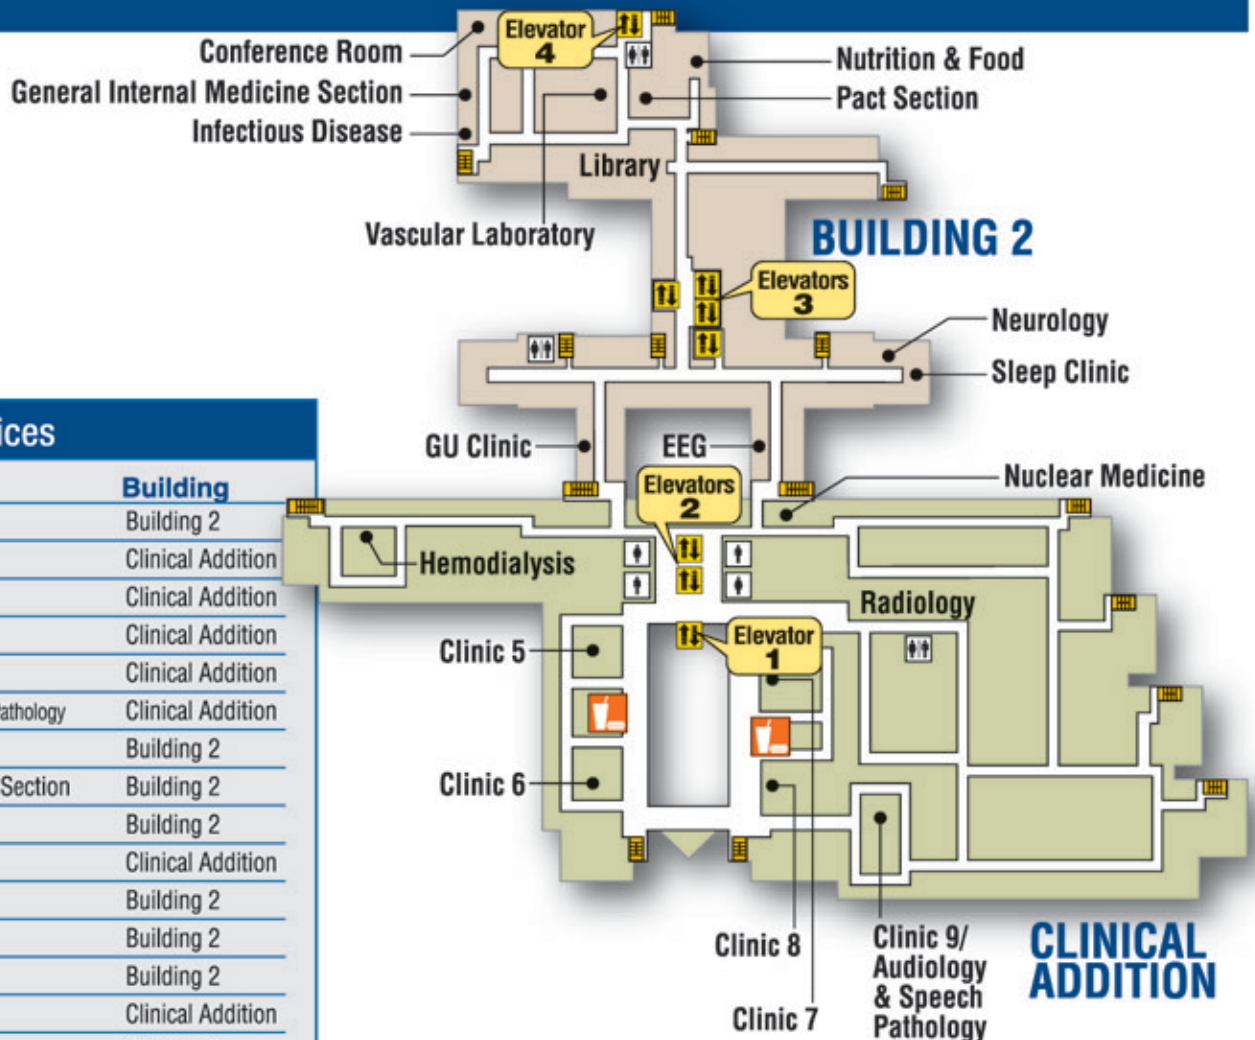 Elevator
4
Conference Room
General Internal Medicine Section
Infectious Disease
Nutrition & Food
Pact Section
Library
Vascular Laboratory
BUILDING 2
Elevators
3
Neurology
Sleep Clinic
GU Clinic
EEG
Elevators
2
Nuclear Medicine
Hemodialysis
Radiology
Clinic 5
Elevator
1
Clinic 6
Clinic 8
Clinic 7
Clinic 9/
Audiology
& Speech
Pathology
CLINICAL
ADDITION
ices
Building
Building 2
Clinical Addition
Clinical Addition
Clinical Addition
Clinical Addition
Pathology Clinical Addition
Building 2
Section Building 2
Building 2
Clinical Addition
Building 2
Building 2
Building 2
Clinical Addition